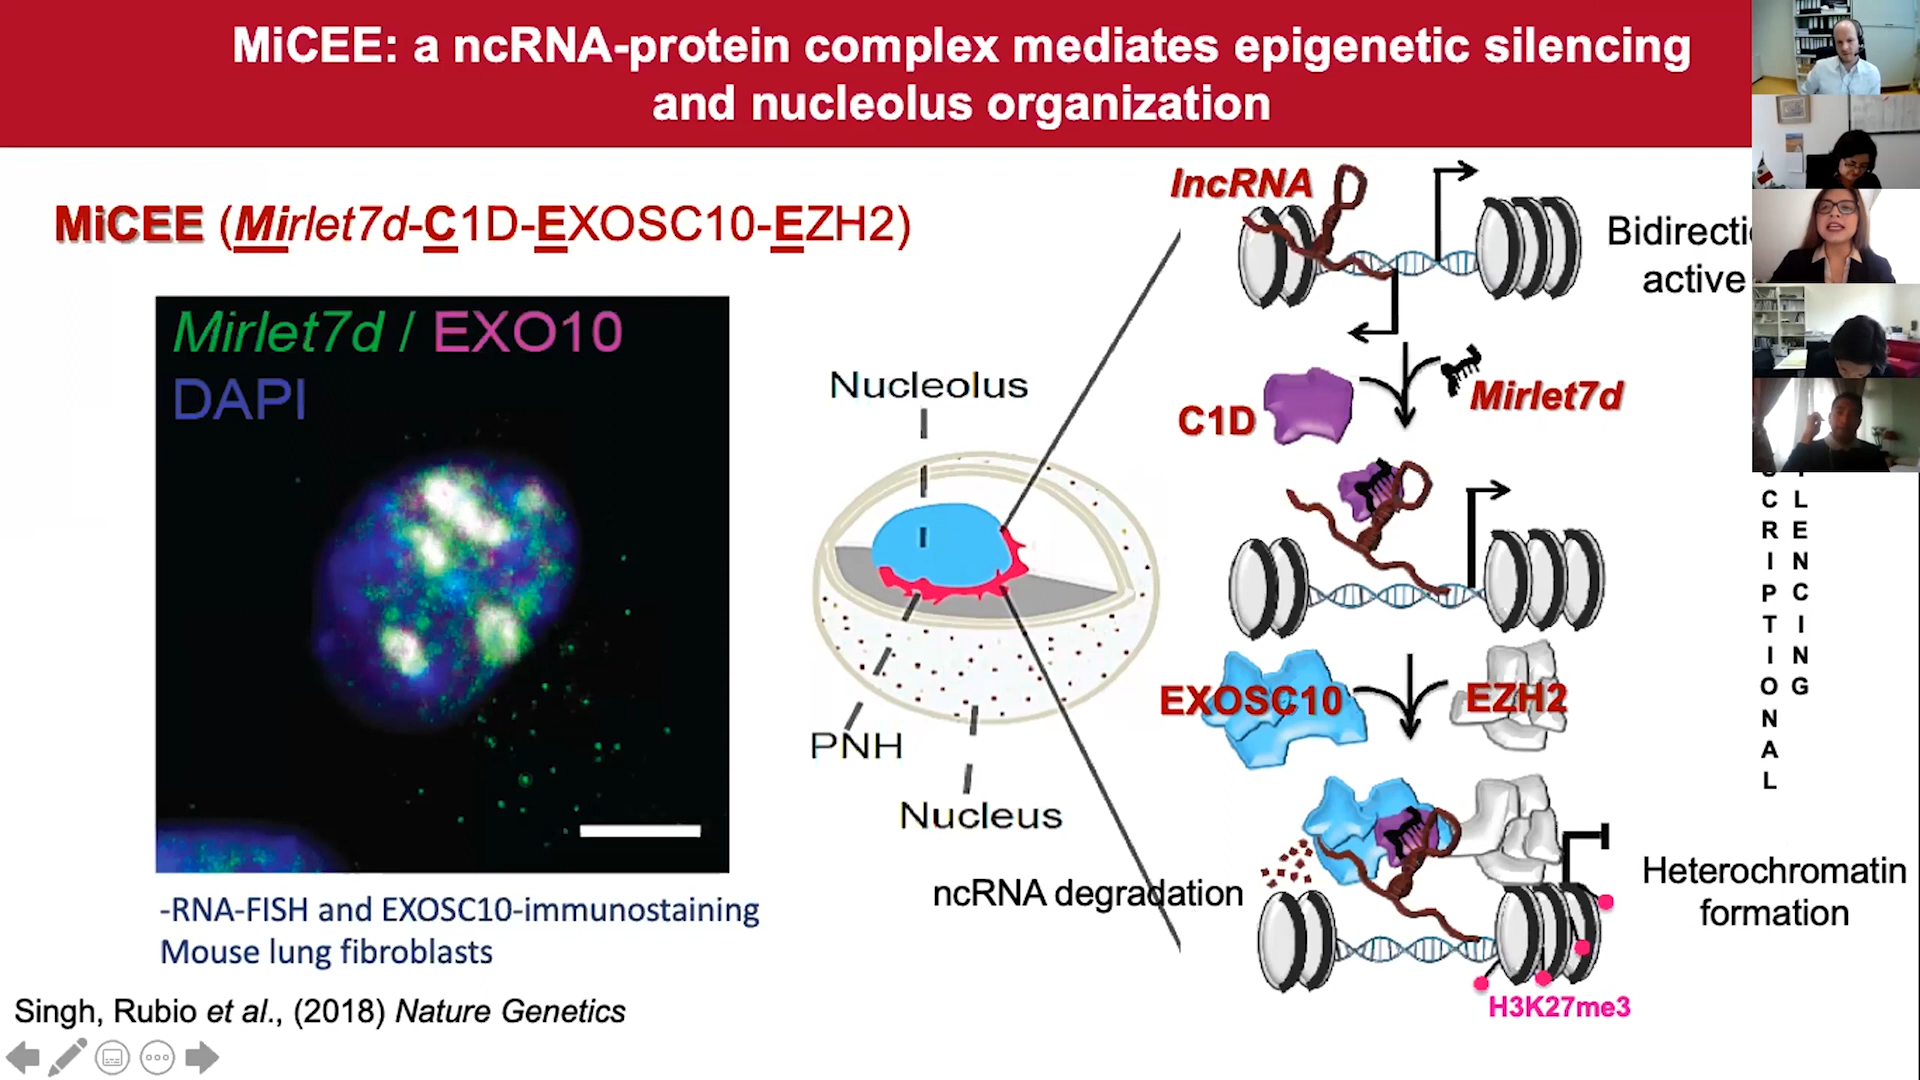 MiCEE: a ncRNA-protein complex mediates epigenetic silencing
and nucleolus organization
MiCEE (Mirlet7d-C1D-EXOSC10-EZH2)
Mirlet7d / EXO10
DAPI
-RNA-FISH and EXOSC10-immunostaining
Mouse lung fibroblasts
Singh, Rubio et al., (2018) Nature Genetics
Nucleolus
PNH
Nucleus
lncRNA
Bidirecti
active
C1D
Mirlet7d
EXOSC10
EZH2
ncRNA degradation
Heterochromatin
formation
H3K27me3
CRIPTIONAL
LENCING